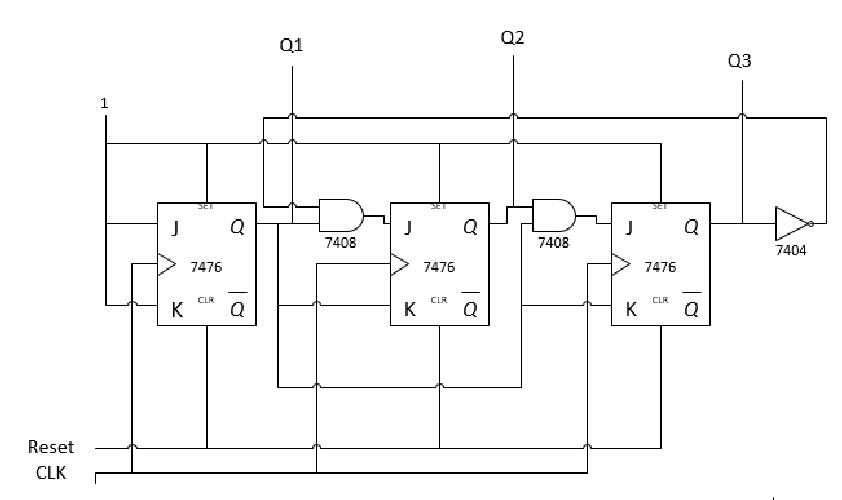 Q1
Q2
Q3
1
SET
SET
SET
J
Q
J
Q
J
Q
7408
7408
7404
7476
7476
7476
K
CLR
Q̅
K
CLR
Q̅
K
CLR
Q̅
Reset
CLK